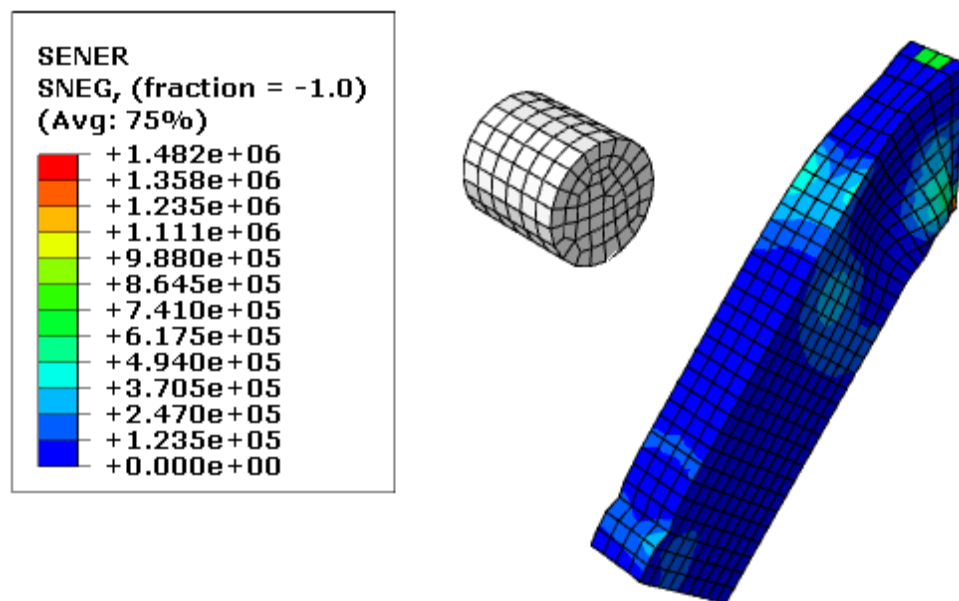 SENER
SNEG, (fraction = -1.0)
(Avg: 75%)
+1.482e+06
+1.358e+06
+1.235e+06
+1.111e+06
+9.880e+05
+8.645e+05
+7.410e+05
+6.175e+05
+4.940e+05
+3.705e+05
+2.470e+05
+1.235e+05
+0.000e+00